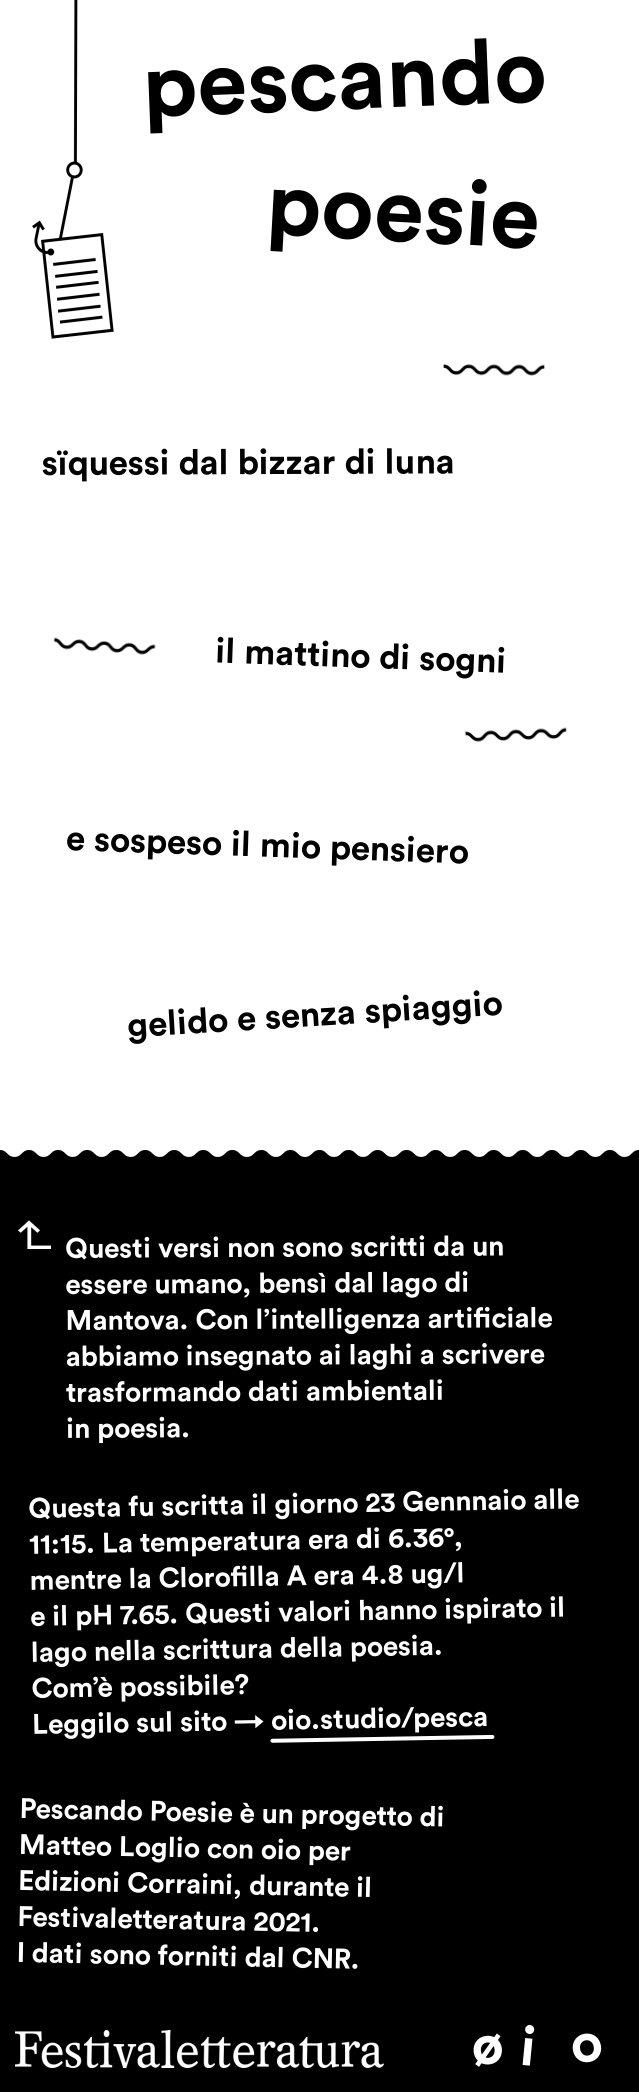 pescando
poesie
sïquessi dal bizzar di luna
il mattino di sogni
e sospeso il mio pensiero
gelido e senza spiaggio
Questi versi non sono scritti da un
essere umano, bensì dal lago di
Mantova. Con l’intelligenza artificiale
abbiamo insegnato ai laghi a scrivere
trasformando dati ambientali
in poesia.
Questa fu scritta il giorno 23 Gennnaio alle
11:15. La temperatura era di 6.36°,
mentre la Clorofilla A era 4.8 ug/l
e il pH 7.65. Questi valori hanno ispirato il
lago nella scrittura della poesia.
Com’è possibile?
Leggilo sul sito → oio.studio/pesca
Pescando Poesie è un progetto di
Matteo Loglio con oio per
Edizioni Corraini, durante il
Festivaletteratura 2021.
I dati sono forniti dal CNR.
Festivaletteratura
øio